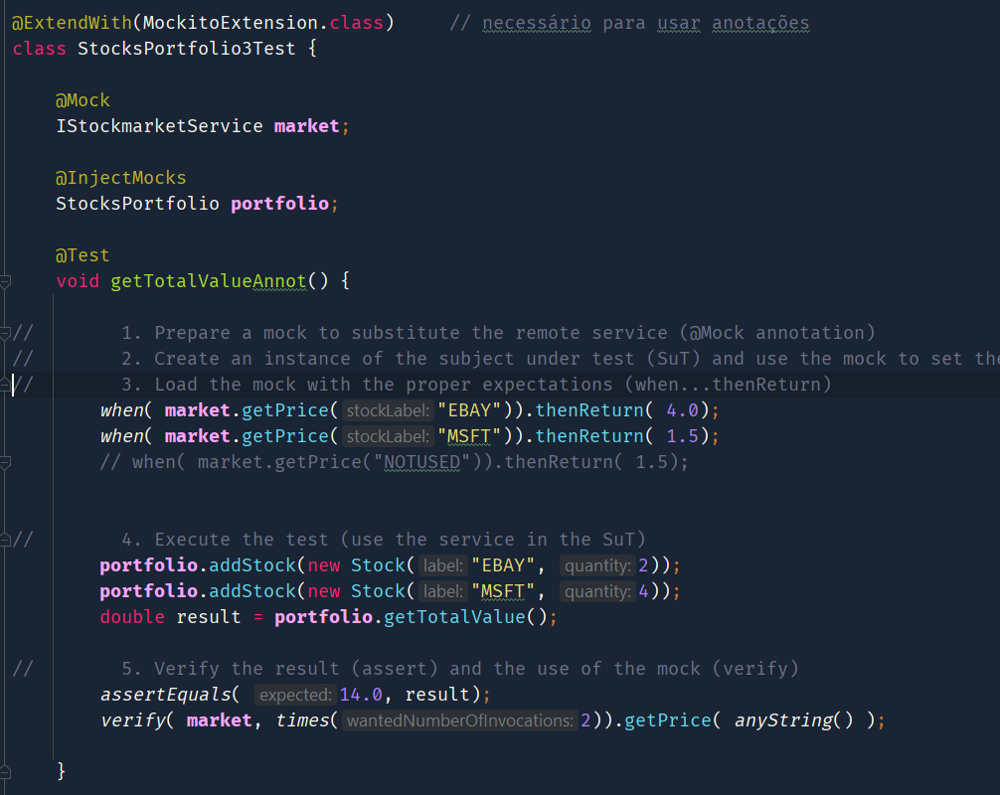 @ExtendWith(MockitoExtension.class)     // necessário para usar anotações
class StocksPortfolio3Test {
@Mock
IStockmarketService market;
@InjectMocks
StocksPortfolio portfolio;
@Test
void getTotalValueAnnot() {
//        1. Prepare a mock to substitute the remote service (@Mock annotation)
//        2. Create an instance of the subject under test (SuT) and use the mock to set the
//        3. Load the mock with the proper expectations (when...thenReturn)
when( market.getPrice( stockLabel: "EBAY")).thenReturn( 4.0);
when( market.getPrice( stockLabel: "MSFT")).thenReturn( 1.5);
// when( market.getPrice("NOTUSED")).thenReturn( 1.5);
//        4. Execute the test (use the service in the SuT)
portfolio.addStock(new Stock( label: "EBAY", quantity: 2));
portfolio.addStock(new Stock( label: "MSFT", quantity: 4));
double result = portfolio.getTotalValue();
//        5. Verify the result (assert) and the use of the mock (verify)
assertEquals( expected: 14.0, result);
verify( market, times( wantedNumberOfInvocations: 2)).getPrice( anyString() );
}